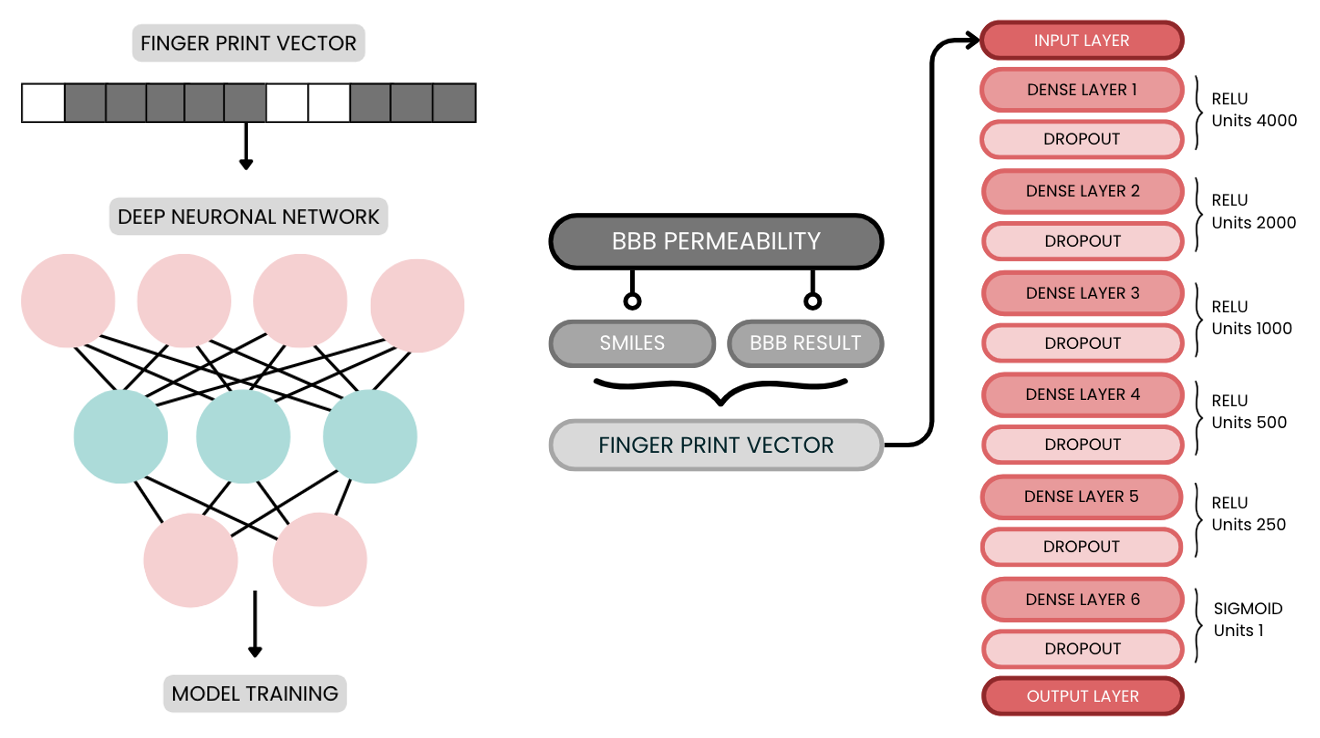 FINGER PRINT VECTOR
DEEP NEURONAL NETWORK
MODEL TRAINING
BBB PERMEABILITY
SMILES
BBB RESULT
FINGER PRINT VECTOR
INPUT LAYER
DENSE LAYER 1
DROPOUT
RELU
Units 4000
DENSE LAYER 2
DROPOUT
RELU
Units 2000
DENSE LAYER 3
DROPOUT
RELU
Units 1000
DENSE LAYER 4
DROPOUT
RELU
Units 500
DENSE LAYER 5
DROPOUT
RELU
Units 250
DENSE LAYER 6
DROPOUT
SIGMOID
Units 1
OUTPUT LAYER